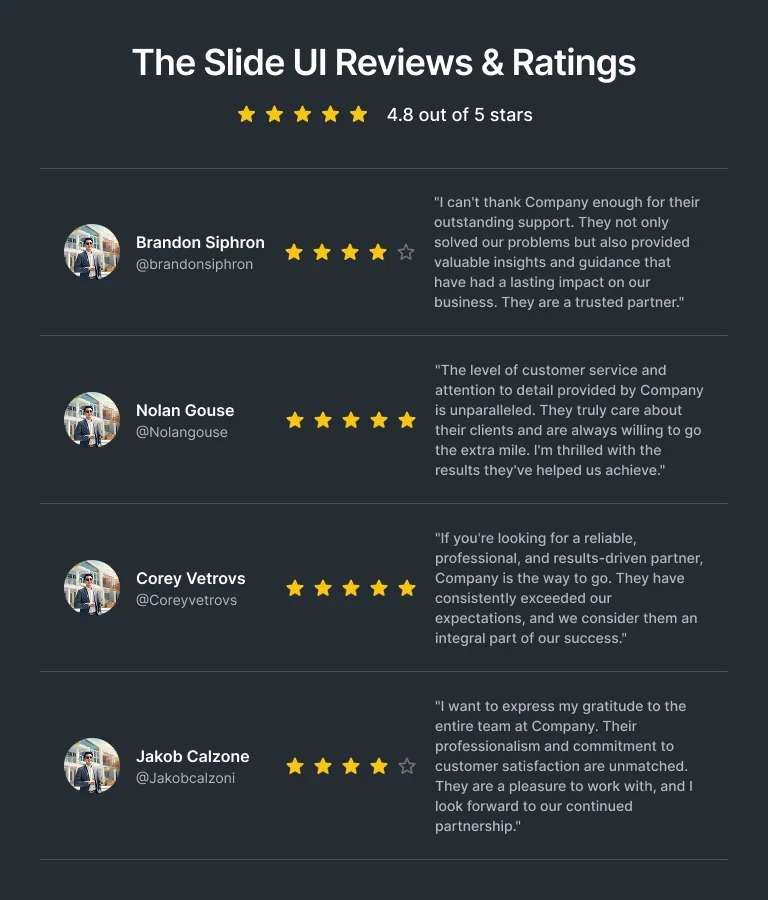 The Slide UI Reviews & Ratings
4.8 out of 5 stars
Brandon Siphron
@brandonsiphron
"I can't thank Company enough for their
outstanding support. They not only
solved our problems but also provided
valuable insights and guidance that
have had a lasting impact on our
business. They are a trusted partner."
Nolan Gouse
@Nolangouse
"The level of customer service and
attention to detail provided by Company
is unparalleled. They truly care about
their clients and are always willing to go
the extra mile. I'm thrilled with the
results they've helped us achieve."
Corey Vetrovs
@Coreyvetrovs
"If you're looking for a reliable,
professional, and results-driven partner,
Company is the way to go. They have
consistently exceeded our
expectations, and we consider them an
integral part of our success."
Jakob Calzone
@Jakobcalzoni
"I want to express my gratitude to the
entire team at Company. Their
professionalism and commitment to
customer satisfaction are unmatched.
They are a pleasure to work with, and I
look forward to our continued
partnership."